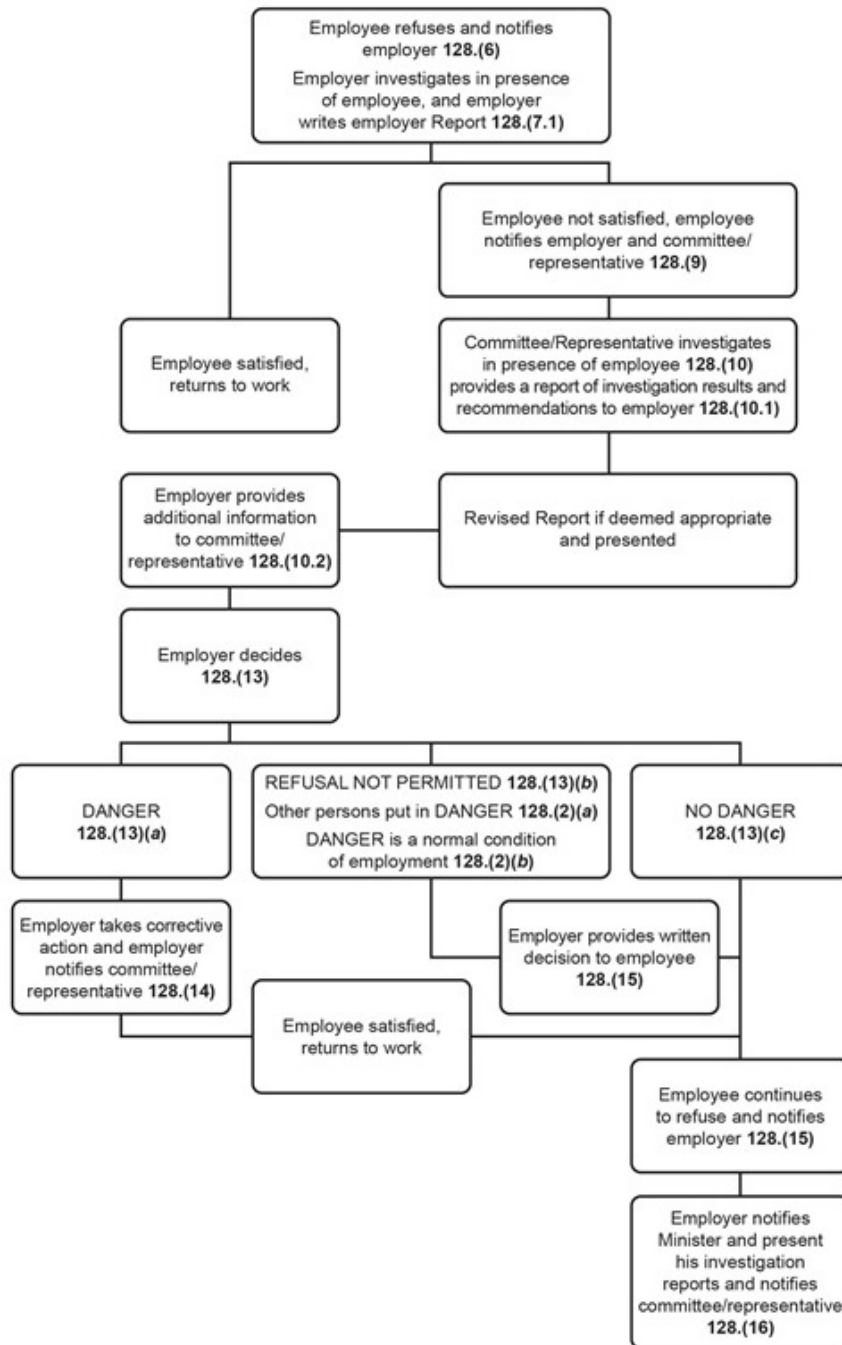 Employee refuses and notifies
employer 128.(6)
Employer investigates in presence
of employee, and employer
writes employer Report 128.(7.1)
Employee not satisfied, employee
notifies employer and committee/
representative 128.(9)
Employee satisfied,
returns to work
Committee/Representative investigates
in presence of employee 128.(10)
provides a report of investigation results and
recommendations to employer 128.(10.1)
Employer provides
additional information
to committee/
representative 128.(10.2)
Revised Report if deemed appropriate
and presented
Employer decides
128.(13)
DANGER
128.(13)(a)
REFUSAL NOT PERMITTED 128.(13)(b)
Other persons put in DANGER 128.(2)(a)
DANGER is a normal condition
of employment 128.(2)(b)
NO DANGER
128.(13)(c)
Employer takes corrective
action and employer
notifies committee/
representative 128.(14)
Employer provides written
decision to employee
128.(15)
Employee satisfied,
returns to work
Employee continues
to refuse and notifies
employer 128.(15)
Employer notifies
Minister and present
his investigation
reports and notifies
committee/representative
128.(16)